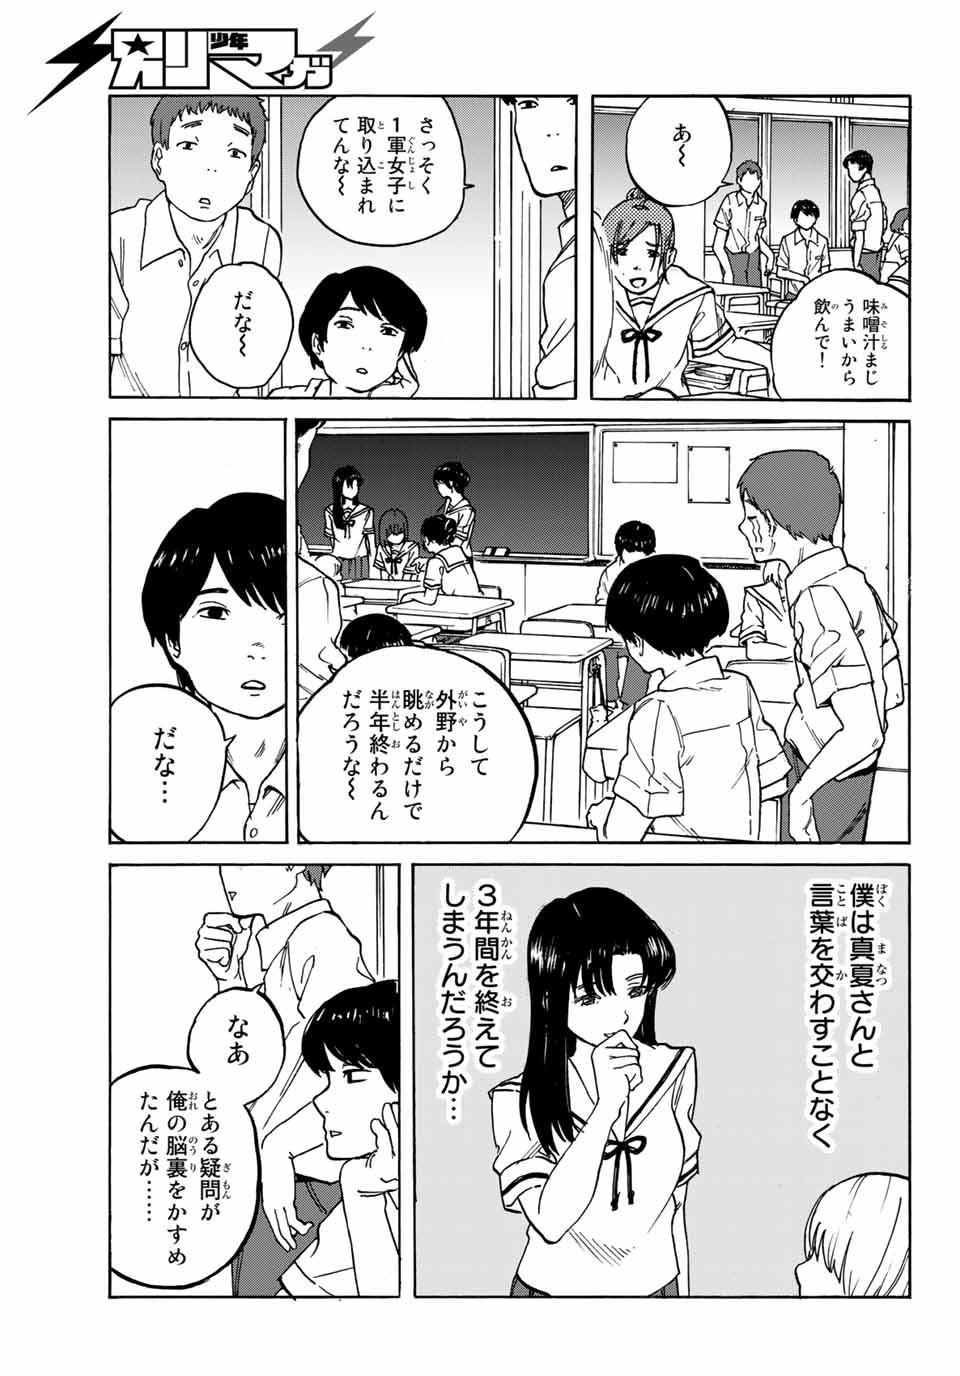 別リ少年マガ
あ〜
味噌汁まじ
うまいから
飲んで！
さっそく
1軍女子に
取り込まれ
てんな〜
だな〜
こうして
外野から
眺めるだけで
半年終わるん
だろうな〜
だな…
僕は真夏さんと
言葉を交わすことなく
3年間を終えて
しまうんだろうか…
なあ
とある疑問が
俺の脳裏をかすめ
たんだが……